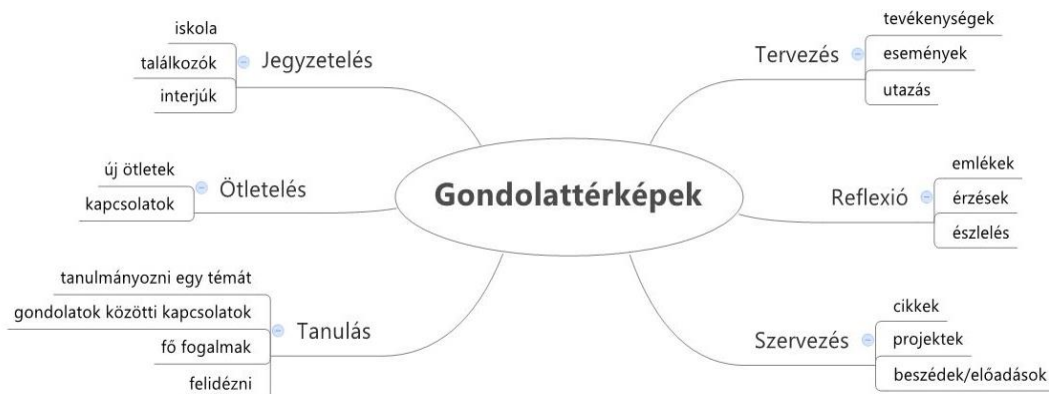 iskola
találkozók
interjúk
Jegyzetelés
új ötletek
kapcsolatok
Ötletelés
tanulmányozni egy témát
gondolatok közötti kapcsolatok
fő fogalmak
felidézni
Tanulás
Gondolattérképek
Tervezés
tevékenységek
események
utazás
Reflexió
emlékek
érzések
észlelés
Szervezés
cikkek
projektek
beszédek/előadások